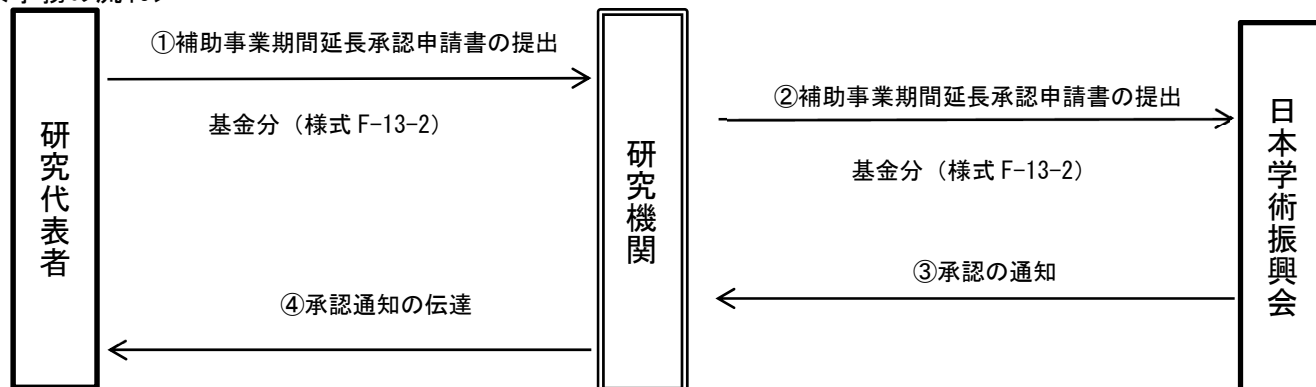 研究代表者
①補助事業期間延長承認申請書の提出
基金分（様式 F-13-2）
④承認通知の伝達
研究機関
②補助事業期間延長承認申請書の提出
基金分（様式 F-13-2）
③承認の通知
日本学術振興会